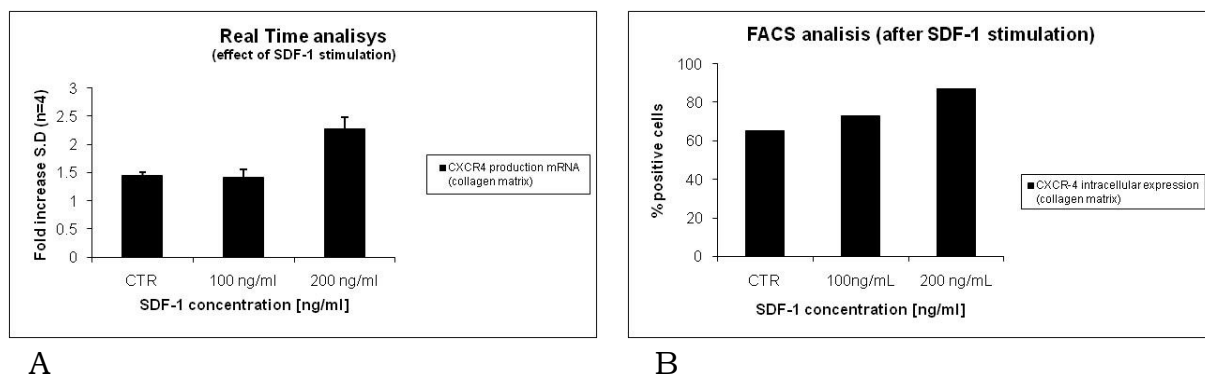 Real Time analisys
(effect of SDF-1 stimulation)
Fold increase S.D (n=4)
3
2.5
2
1.5
1
0.5
0
CTR 100 ng/ml 200 ng/ml
SDF-1 concentration [ng/ml]
CXCR4 production mRNA
(collagen matrix)
A
FACS analisis (after SDF-1 stimulation)
%positive cells
100
80
60
40
20
0
CTR 100ng/mL 200 ng/mL
SDF-1 concentration [ng/mL]
CXCR-4 intracellular expression
(collagen matrix)
B